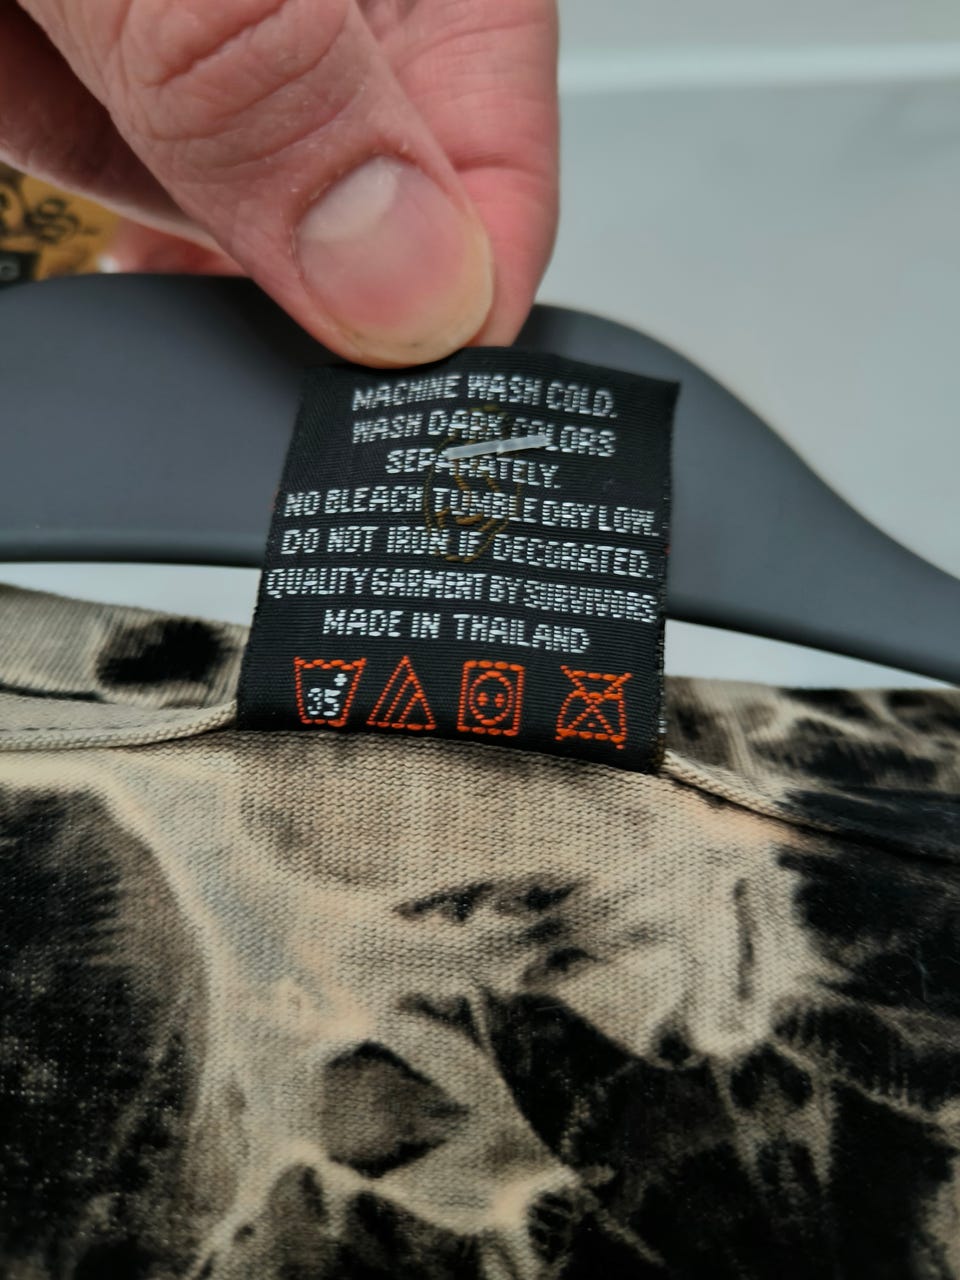 MACHINE WASH COLD.
WASH DARK COLORS
SEPARATELY.
NO BLEACH TUMBLE DRY LOW.
DO NOT IRON IF DECORATED.
QUALITY GARMENT BY SURVIVORS
MADE IN THAILAND
35°